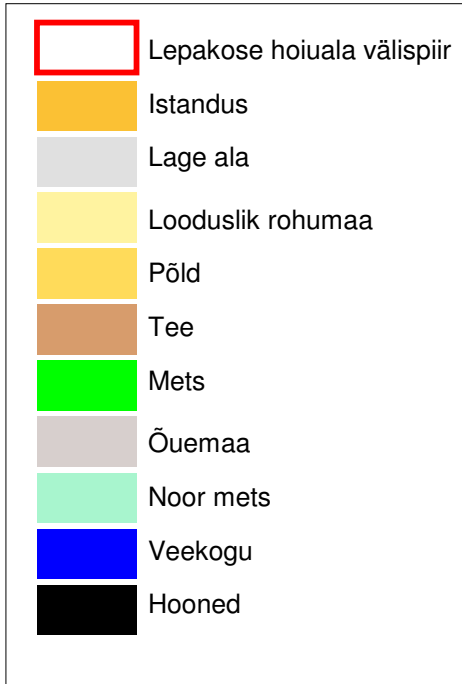 Lepakose hoiuala välispiir
Istandus
Lage ala
Looduslik rohumaa
Põld
Tee
Mets
Õuemaa
Noor mets
Veekogu
Hooned